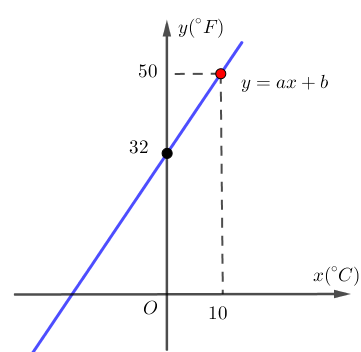 y(°F)
50
y = ax + b
32
x(°C)
O
10